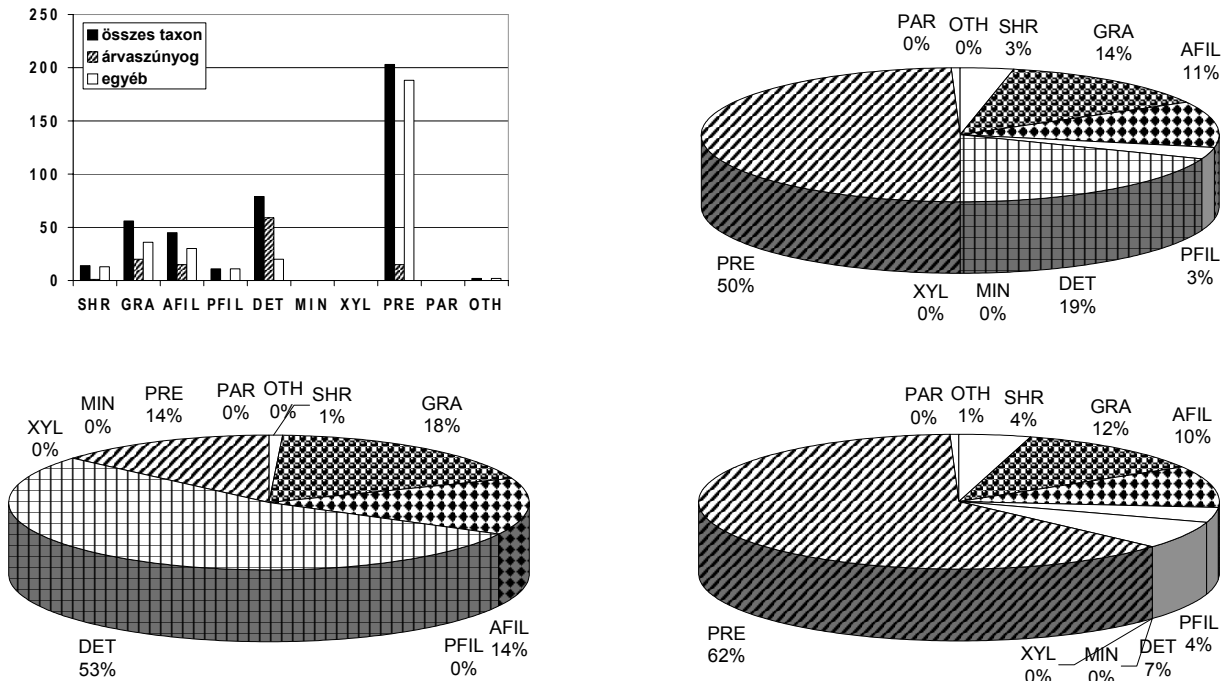 250
200
150
100
50
0
összes taxon
árvaszúnyog
egyéb
SHR GRA AFIL PFIL DET MIN XYL PRE PAR OTH
PAR
0%
OTH
0%
SHR
3%
GRA
14%
AFIL
11%
PFIL
3%
DET
19%
MIN
0%
XYL
0%
PRE
50%
XYL
0%
MIN
0%
PRE
14%
PAR
0%
OTH
0%
SHR
1%
GRA
18%
AFIL
14%
PFIL
0%
DET
53%
PAR
0%
OTH
1%
SHR
4%
GRA
12%
AFIL
10%
PFIL
4%
DET
7%
MIN
0%
XYL
0%
PRE
62%